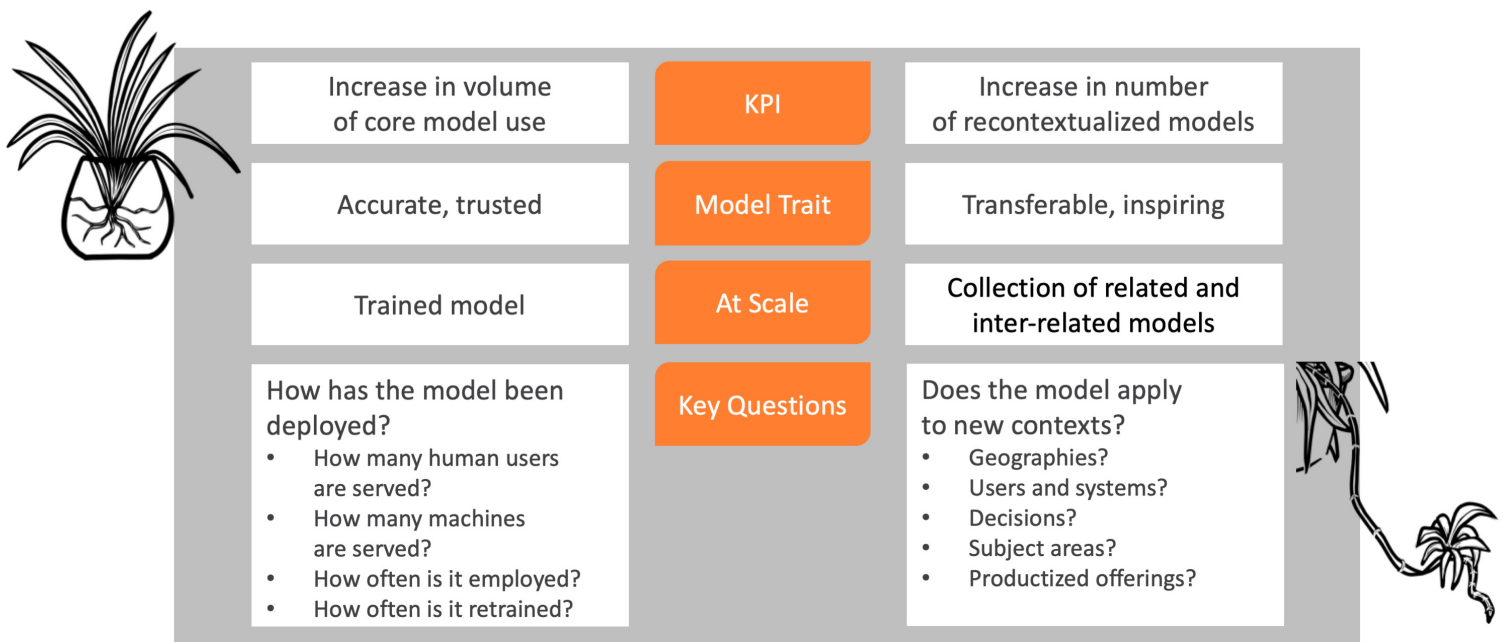 Increase in volume
of core model use
KPI
Increase in number
of recontextualized models
Accurate, trusted
Model Trait
Transferable, inspiring
Trained model
At Scale
Collection of related and
inter-related models
How has the model been
deployed?
• How many human users
are served?
• How many machines
are served?
• How often is it employed?
• How often is it retrained?
Key Questions
Does the model apply
to new contexts?
• Geographies?
• Users and systems?
• Decisions?
• Subject areas?
• Productized offerings?